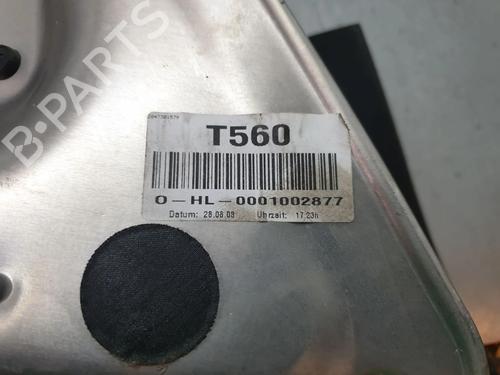 B-PARTS
T560
O-HL-0001002877
Datum: 28.08.08 Uhrzeit: 17.23h